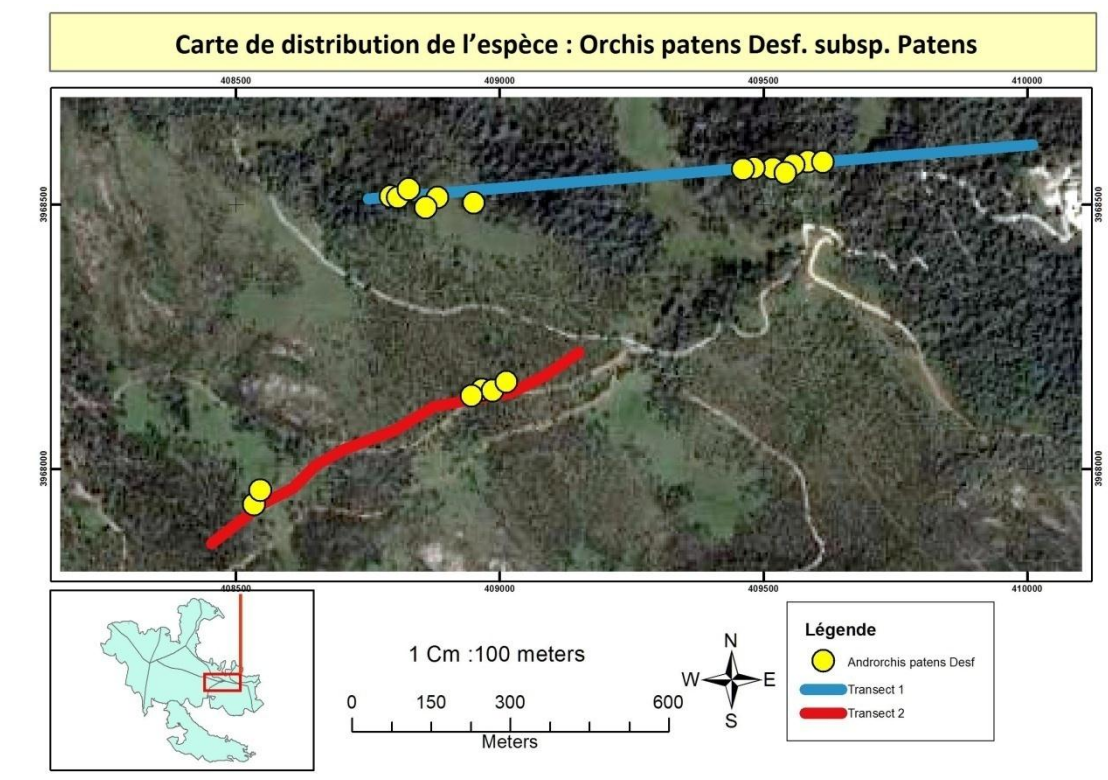 Carte de distribution de l’espèce : Orchis patens Desf. subsp. Patens
408500 409000 409500 410000
3968500 3968500
3968000 3968000
408500 409000 409500 410000
1 Cm :100 meters
0 150 300 600
Meters
N
W E
S
Légende
Androrchis patens Desf
Transect 1
Transect 2